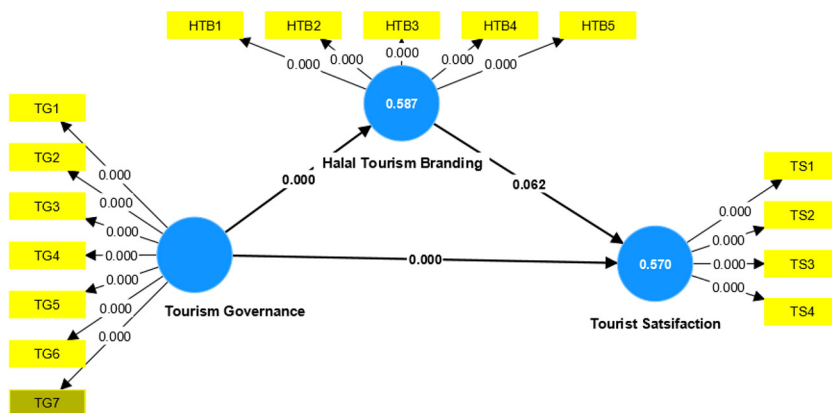 HTB1
HTB2
HTB3
HTB4
HTB5
0.000
0.000
0.000
0.000
0.000
0.587
Halal Tourism Branding
TG1
TG2
TG3
TG4
TG5
TG6
TG7
0.000
0.000
0.000
0.000
0.000
0.000
0.000
Tourism Governance
0.000
0.062
0.000
0.570
Tourist Satsifaction
TS1
TS2
TS3
TS4
0.000
0.000
0.000
0.000